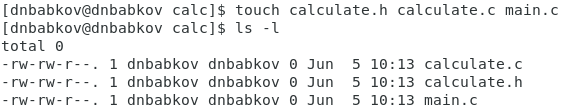 [dnbabkov@dnbabkov calc]$ touch calculate.h calculate.c main.c
[dnbabkov@dnbabkov calc]$ ls -l
total 0
-rw-rw-r--. 1 dnbabkov dnbabkov 0 Jun  5 10:13 calculate.c
-rw-rw-r--. 1 dnbabkov dnbabkov 0 Jun  5 10:13 calculate.h
-rw-rw-r--. 1 dnbabkov dnbabkov 0 Jun  5 10:13 main.c